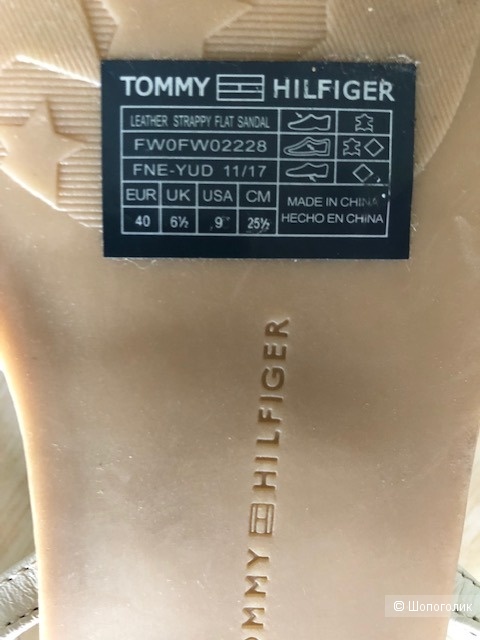 TOMMY HILFIGER
LEATHER STRAPPY FLAT SANDAL
FW0FW02228
FNE-YUD 11/17
EUR UK USA CM
40 6½ 9 25½
MADE IN CHINA
HECHO EN CHINA
TOMMY HILFIGER
© Шопоголик